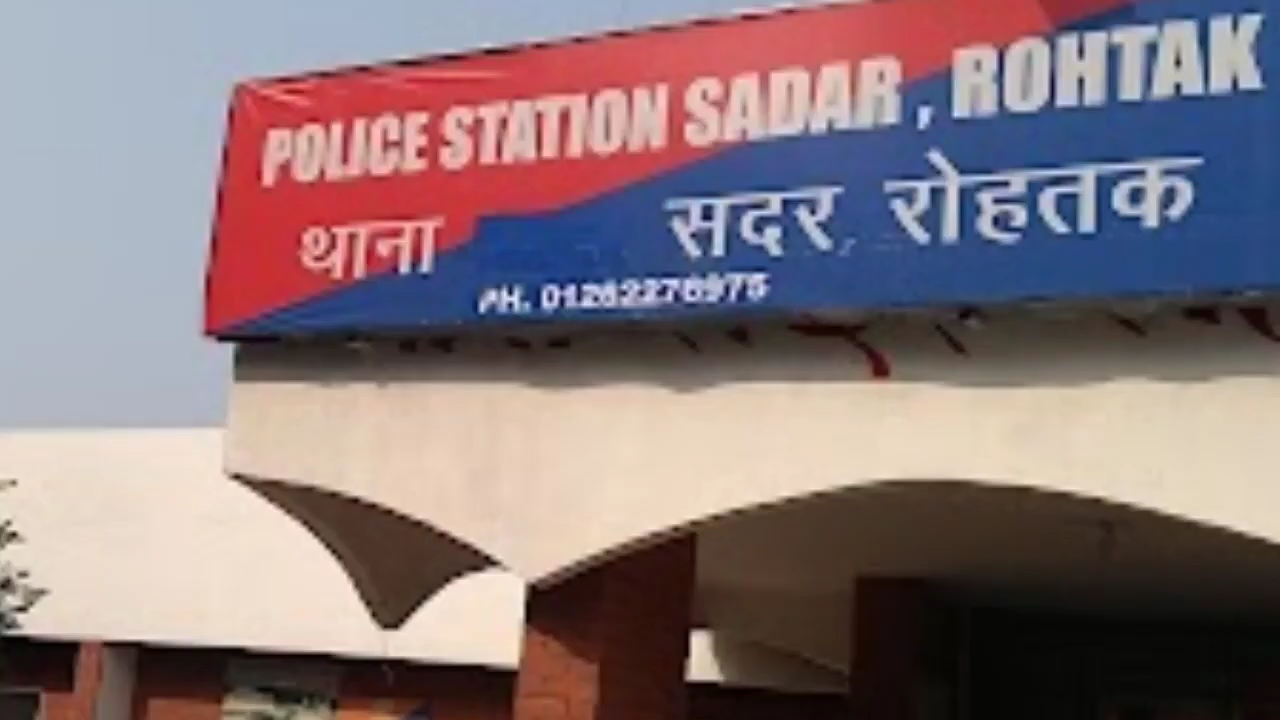 POLICE STATION SADAR, ROHTAK
थाना सदर रोहतक
PH. 01262276975